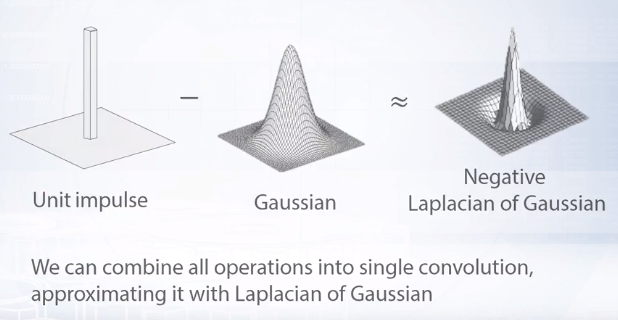 −
≈
Unit impulse
Gaussian
Negative
Laplacian of Gaussian
We can combine all operations into single convolution,
approximating it with Laplacian of Gaussian